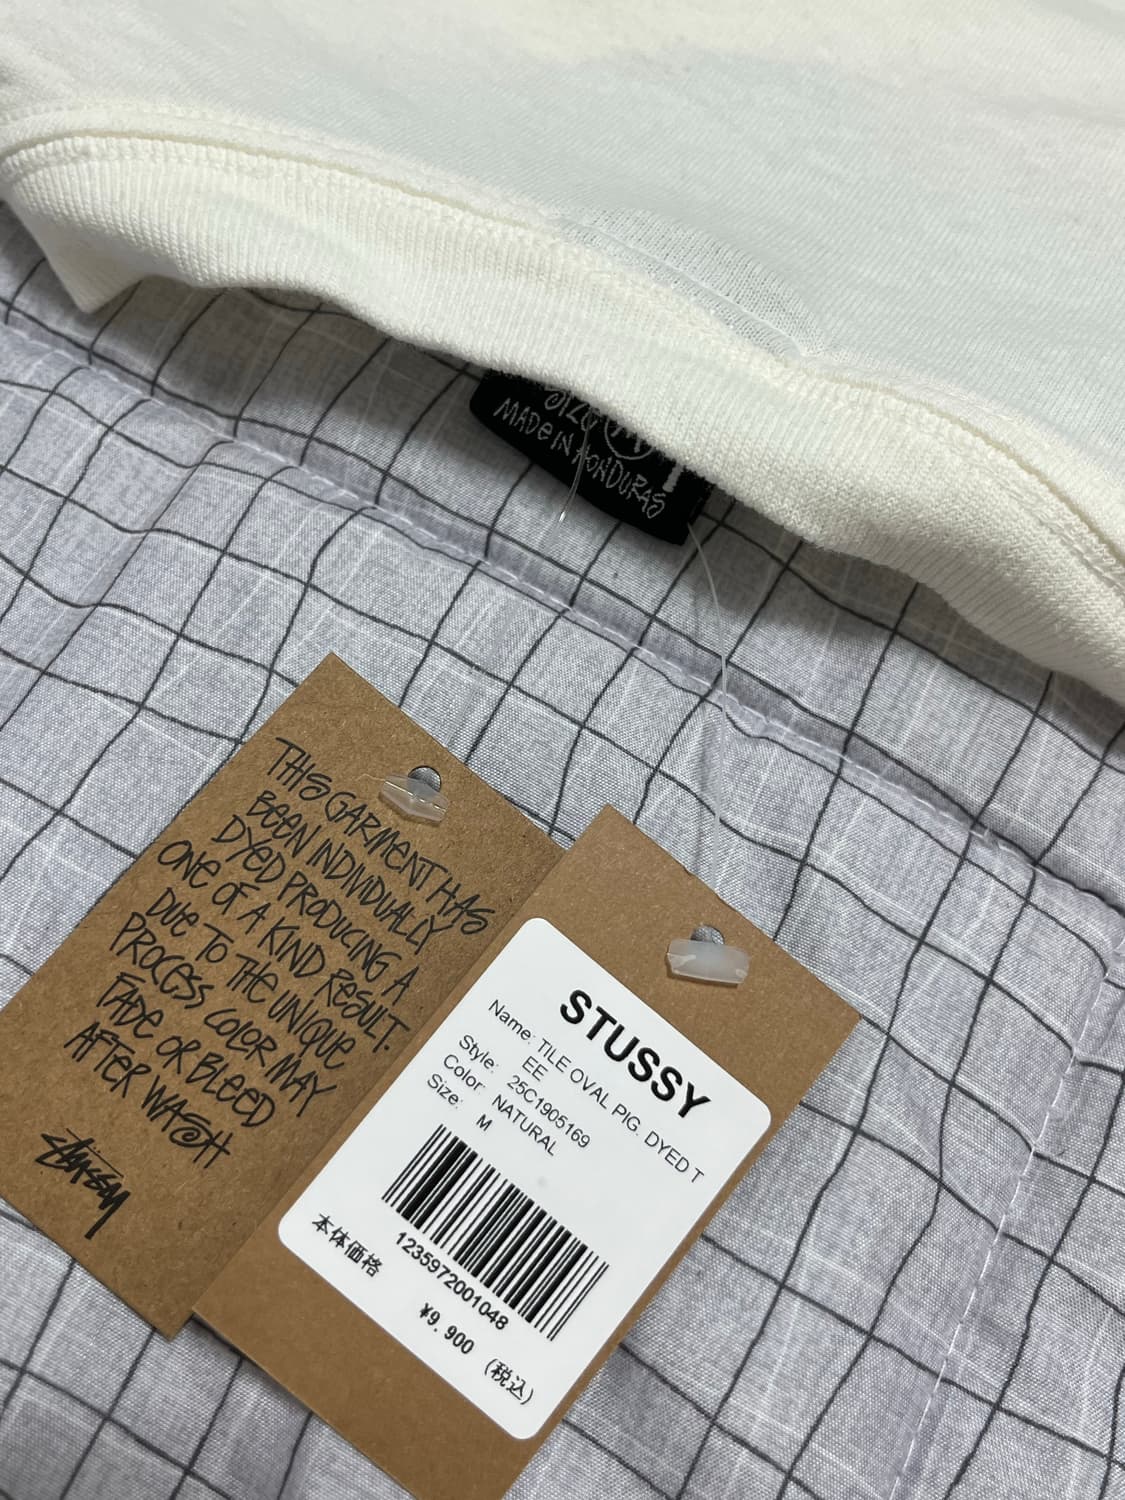 SIZE M
MADE IN HONDURAS
THIS GARMENT HAS
BEEN INDIVIDUALLY
DYED PRODUCING A
ONE OF A KIND RESULT.
DUE TO THE UNIQUE
PROCESS COLOR MAY
FADE OR BLEED
AFTER WASH
Stüssy
STUSSY
Name: TILE OVAL PIG. DYED T
EE
Style: 25C1905169
Color: NATURAL
Size: M
1235972001048
本体価格
¥9,900 (税込)